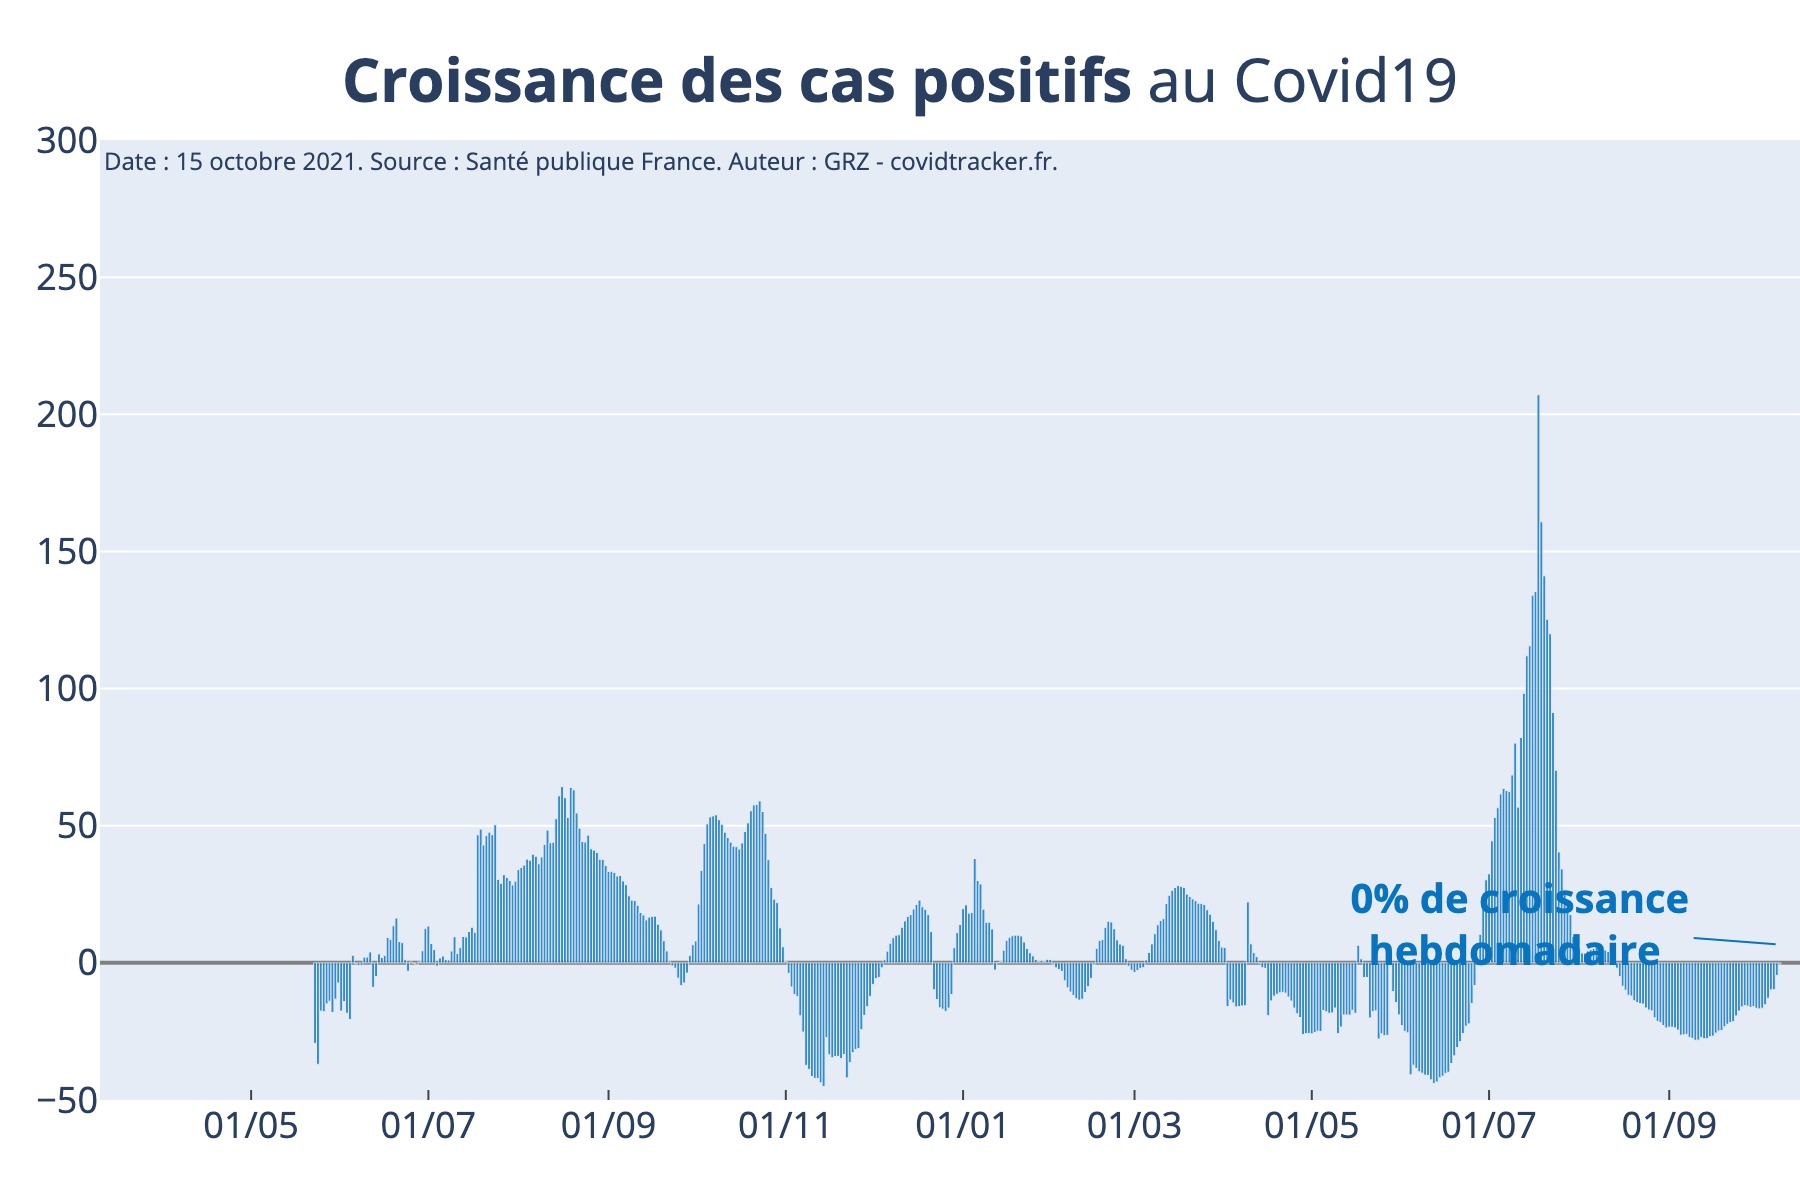 Croissance des cas positifs au Covid19
300
Date : 15 octobre 2021. Source : Santé publique France. Auteur : GRZ - covidtracker.fr.
250
200
150
100
50
0% de croissance
hebdomadaire
0
−50
01/05 01/07 01/09 01/11 01/01 01/03 01/05 01/07 01/09